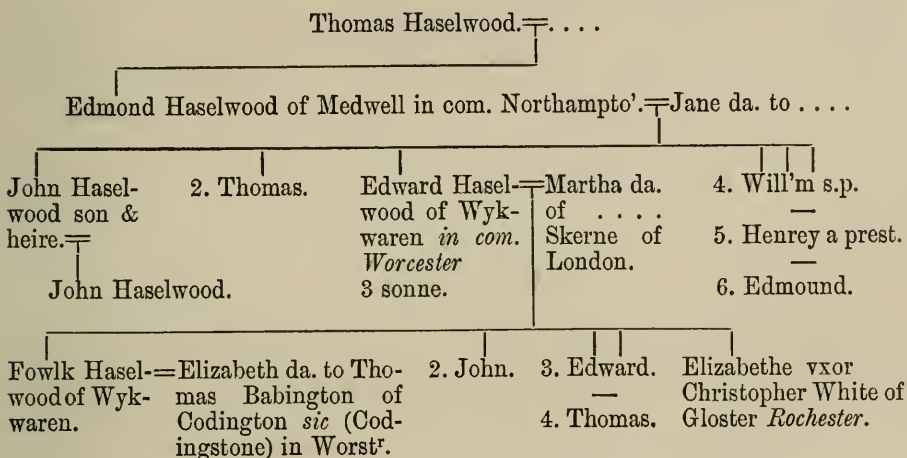 Thomas Haselwood.=. . . .
Edmond Haselwood of Medwell in com. Northampto'.=Jane da. to . . . .
John Hasel-
wood son &
heire.=
John Haselwood.
2. Thomas.
Edward Hasel-=Martha da.
wood of Wyk- of . . . .
waren in com. Skerne of
Worcester London.
3 sonne.
4. Will'm s.p.
—
5. Henrey a prest.
—
6. Edmound.
Fowlk Hasel-=Elizabeth da. to Tho-
wood of Wyk- mas Babington of
waren. Codington sic (Cod-
ingstone) in Worstʳ.
2. John.
3. Edward.
—
4. Thomas.
Elizabethe vxor
Christopher White of
Gloster Rochester.